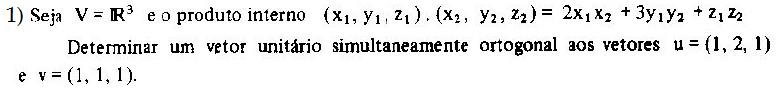 1) Seja V = ℝ³ e o produto interno (x₁, y₁, z₁) . (x₂, y₂, z₂) = 2x₁x₂ + 3y₁y₂ + z₁z₂
Determinar um vetor unitário simultaneamente ortogonal aos vetores u = (1, 2, 1)
e v = (1, 1, 1).